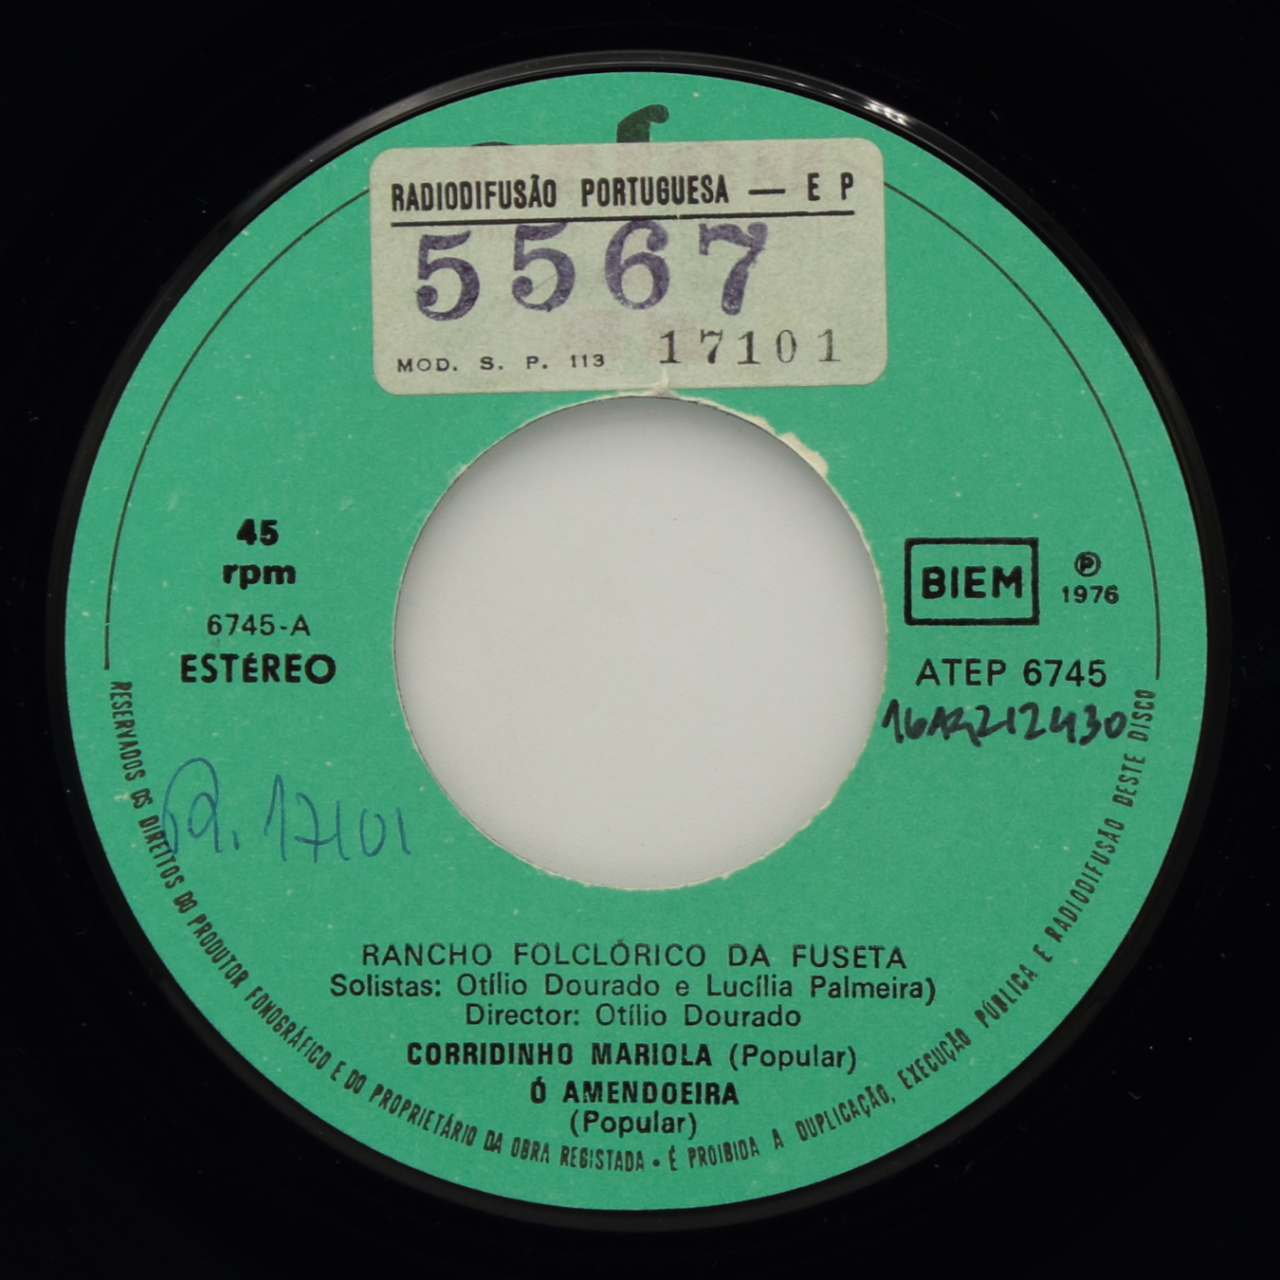 RADIODIFUSÃO PORTUGUESA — E P
5567
MOD. S. P. 113 17101
45
rpm
6745-A
ESTÉREO
BIEM
℗
1976
ATEP 6745
17101
RANCHO FOLCLÓRICO DA FUSETA
Solistas: Otílio Dourado e Lucília Palmeira)
Director: Otílio Dourado
CORRIDINHO MARIOLA (Popular)
Ó AMENDOEIRA
(Popular)
RESERVADOS OS DIREITOS DO PRODUTOR FONOGRÁFICO E DO PROPRIETÁRIO DA OBRA REGISTADA • É PROIBIDA A DUPLICAÇÃO, EXECUÇÃO PÚBLICA E RADIODIFUSÃO DESTE DISCO